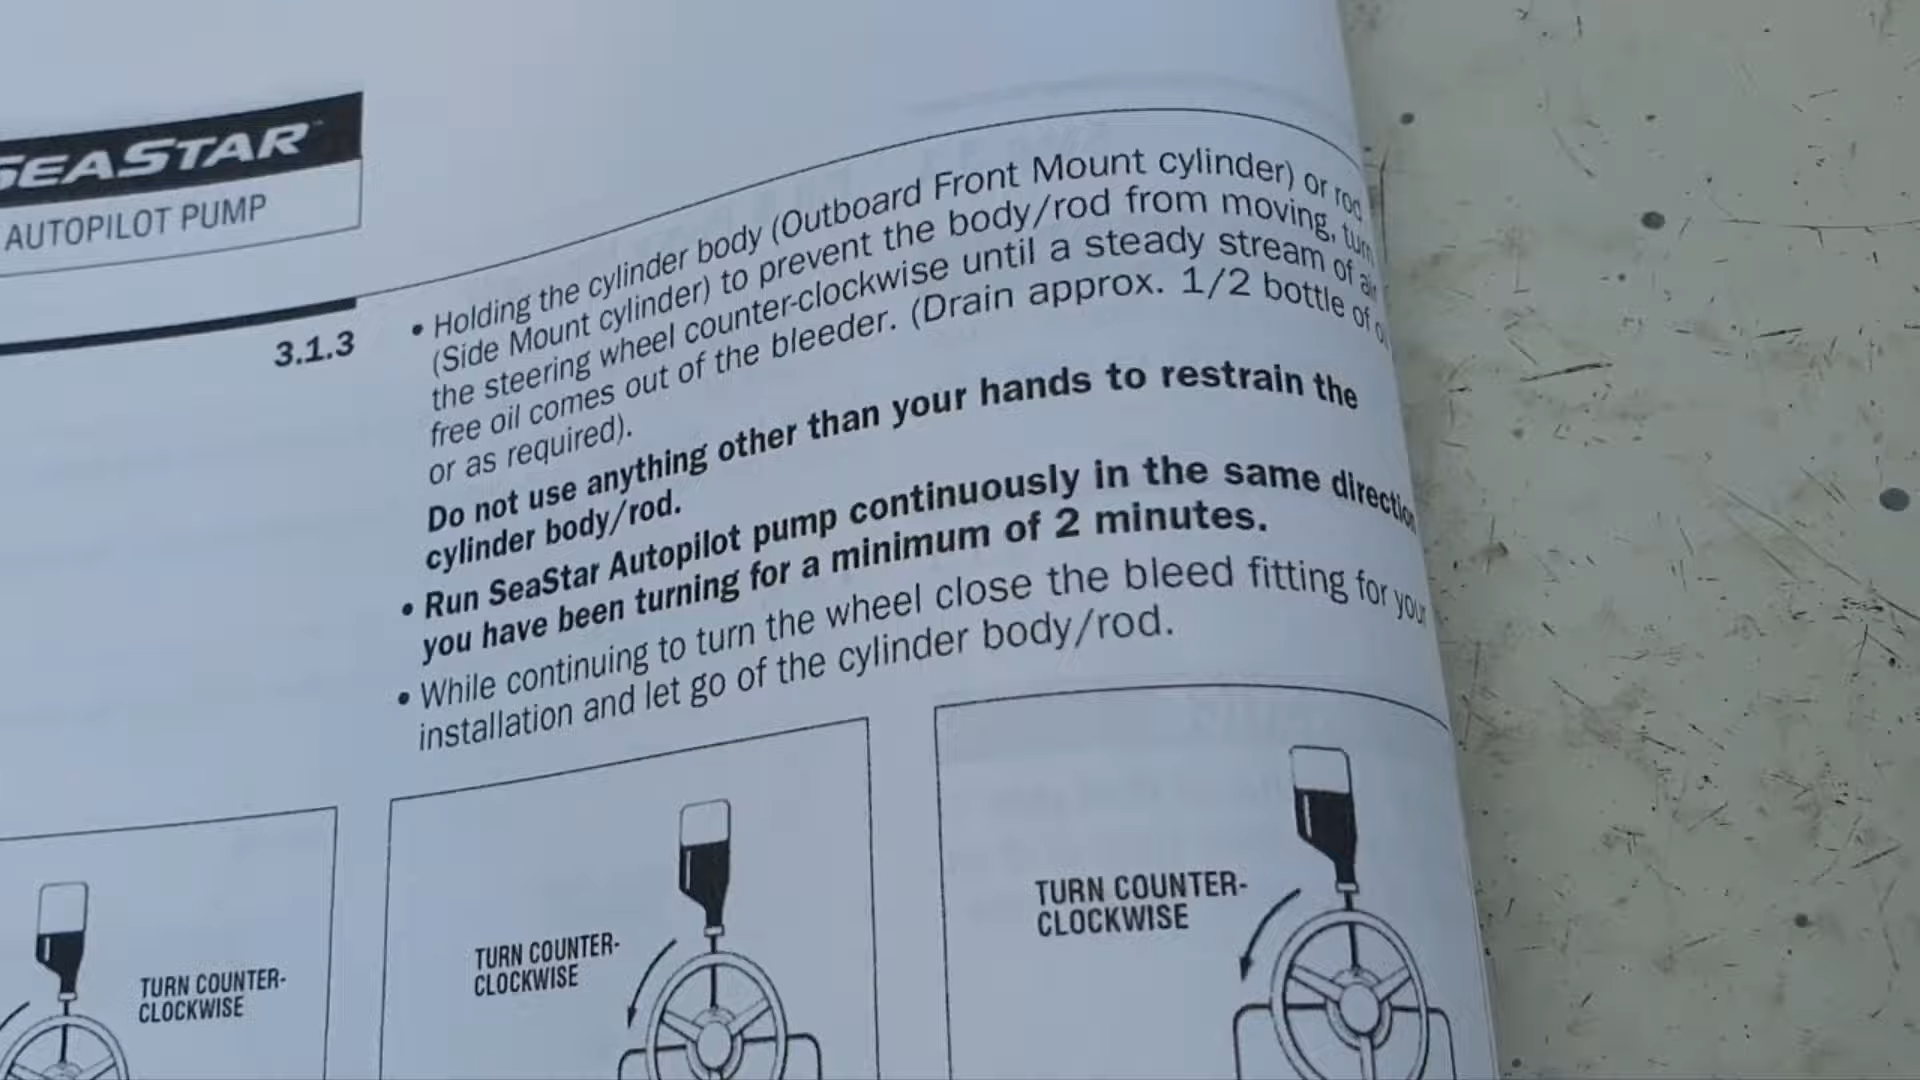 SEASTAR™
AUTOPILOT PUMP
3.1.3
• Holding the cylinder body (Outboard Front Mount cylinder) or rod
(Side Mount cylinder) to prevent the body/rod from moving, turn
the steering wheel counter-clockwise until a steady stream of air
free oil comes out of the bleeder. (Drain approx. 1/2 bottle of
or as required).
Do not use anything other than your hands to restrain the
cylinder body/rod.
• Run SeaStar Autopilot pump continuously in the same direction
you have been turning for a minimum of 2 minutes.
• While continuing to turn the wheel close the bleed fitting for your
installation and let go of the cylinder body/rod.
TURN COUNTER-
CLOCKWISE
TURN COUNTER-
CLOCKWISE
TURN COUNTER-
CLOCKWISE